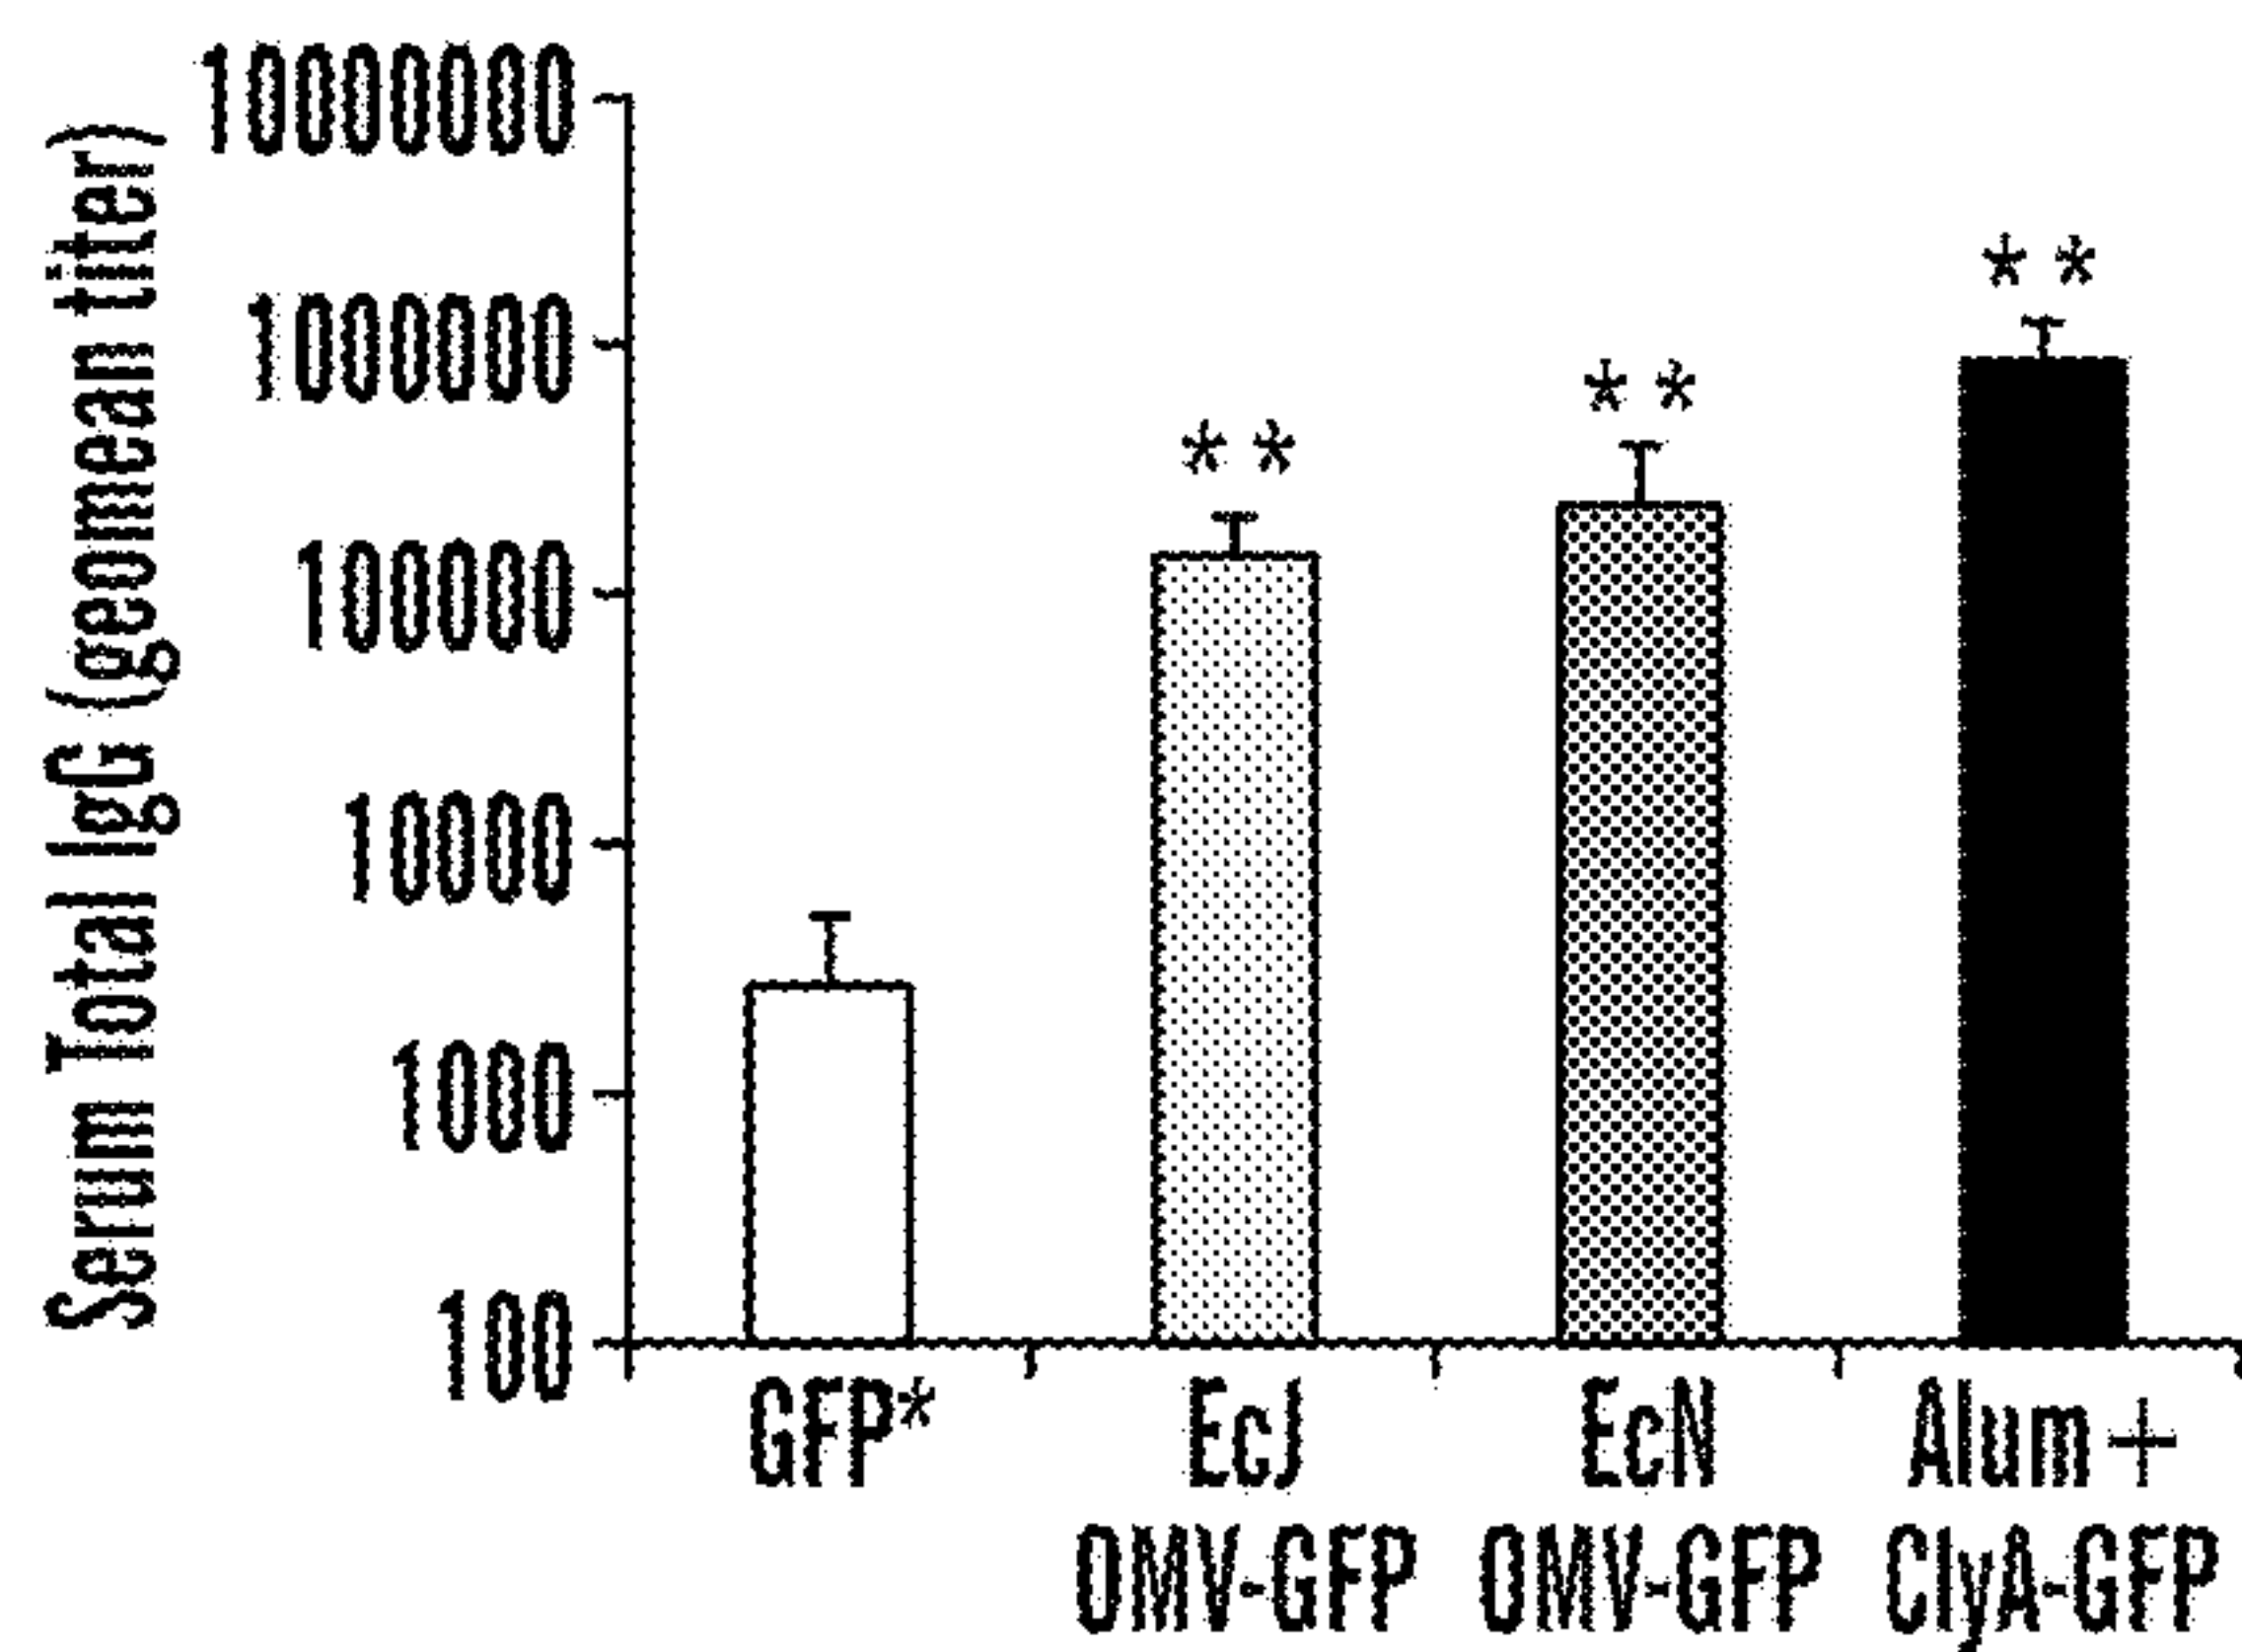 Serum Total IgG (geomean titer)
10000000
1000000
100000
10000
1000
100
**
**
**
GFP*
EcJ
OMV-GFP
EcN
OMV-GFP
Alum +
ClyA-GFP